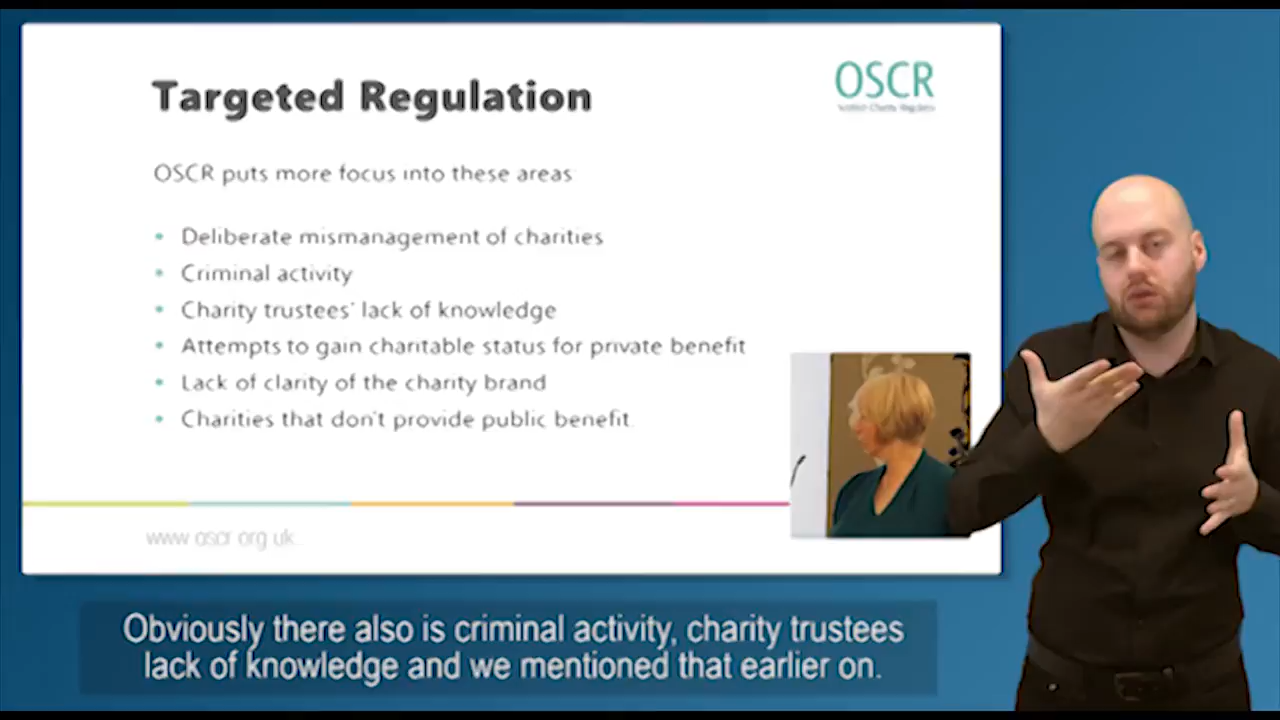 Targeted Regulation
OSCR
Scottish Charity Regulator
OSCR puts more focus into these areas
• Deliberate mismanagement of charities
• Criminal activity
• Charity trustees' lack of knowledge
• Attempts to gain charitable status for private benefit
• Lack of clarity of the charity brand
• Charities that don't provide public benefit.
www.oscr.org.uk
Obviously there also is criminal activity, charity trustees
lack of knowledge and we mentioned that earlier on.